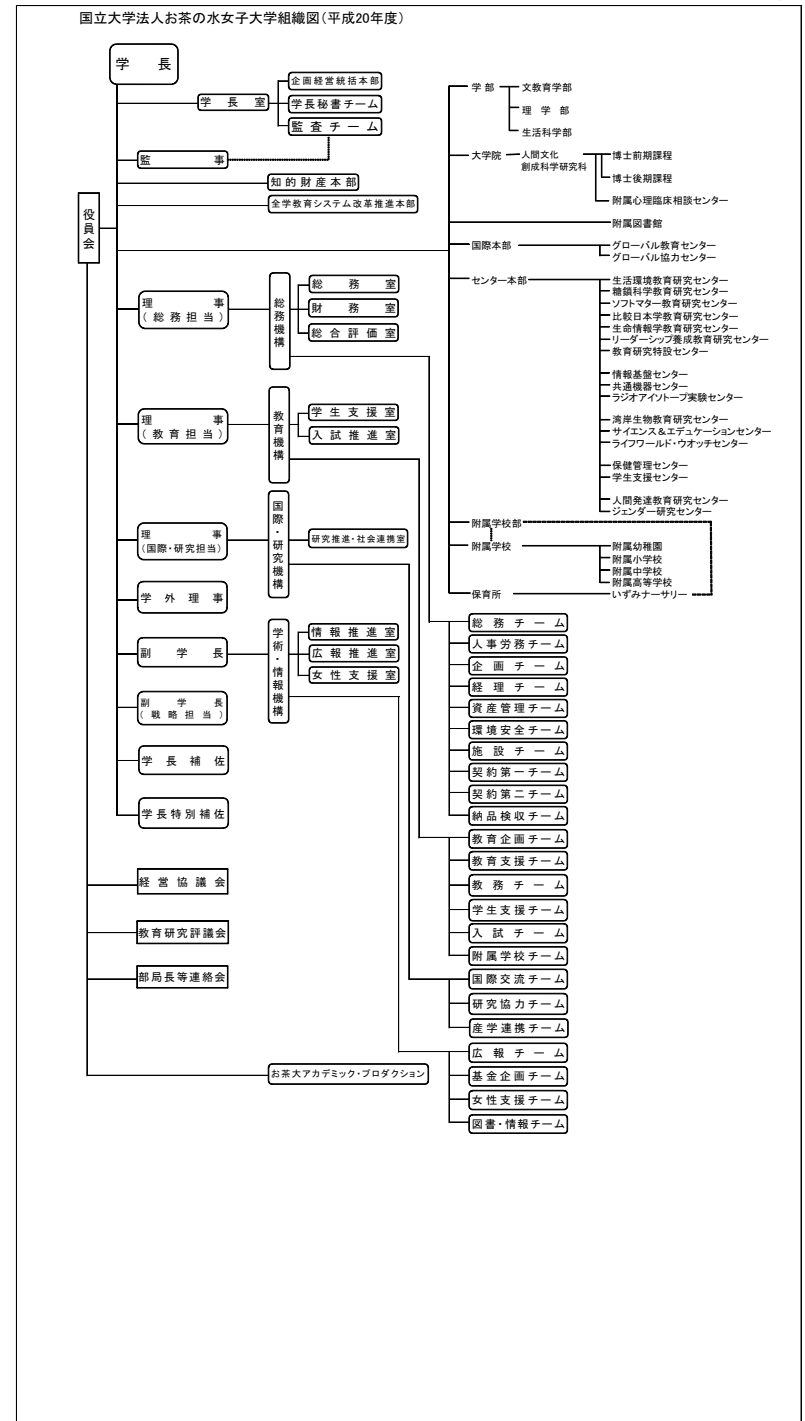 国立大学法人お茶の水女子大学組織図(平成20年度)
学 長
学 長 室
企画経営統括本部
学長秘書チーム
監 査 チ ー ム
監 事
知的財産本部
全学教育システム改革推進本部
役員会
理 事
(総務担当)
総務機構
総 務 室
財 務 室
総合評価室
理 事
(教育担当)
教育機構
学生支援室
入試推進室
理 事
(国際・研究担当)
国際・研究機構
研究推進・社会連携室
学 外 理 事
副 学 長
学術・情報機構
情報推進室
広報推進室
女性支援室
副 学 長
(戦略担当)
学 長 補 佐
学長特別補佐
経 営 協 議 会
教育研究評議会
部局長等連絡会
お茶大アカデミック・プロダクション
学 部
文教育学部
理 学 部
生活科学部
大学院
人間文化
創成科学研究科
博士前期課程
博士後期課程
附属心理臨床相談センター
附属図書館
国際本部
グローバル教育センター
グローバル協力センター
センター本部
生活環境教育研究センター
糖鎖科学教育研究センター
ソフトマター教育研究センター
比較日本学教育研究センター
生命情報学教育研究センター
リーダーシップ養成教育研究センター
教育研究特設センター
情報基盤センター
共通機器センター
ラジオアイソトープ実験センター
湾岸生物教育研究センター
サイエンス&エデュケーションセンター
ライフワールド・ウオッチセンター
保健管理センター
学生支援センター
人間発達教育研究センター
ジェンダー研究センター
附属学校部
附属学校
附属幼稚園
附属小学校
附属中学校
附属高等学校
保育所
いずみナーサリー
総 務 チ ー ム
人事労務チーム
企 画 チ ー ム
経 理 チ ー ム
資産管理チーム
環境安全チーム
施 設 チ ー ム
契約第一チーム
契約第二チーム
納品検収チーム
教育企画チーム
教育支援チーム
教 務 チ ー ム
学生支援チーム
入 試 チ ー ム
附属学校チーム
国際交流チーム
研究協力チーム
産学連携チーム
広 報 チ ー ム
基金企画チーム
女性支援チーム
図書・情報チーム